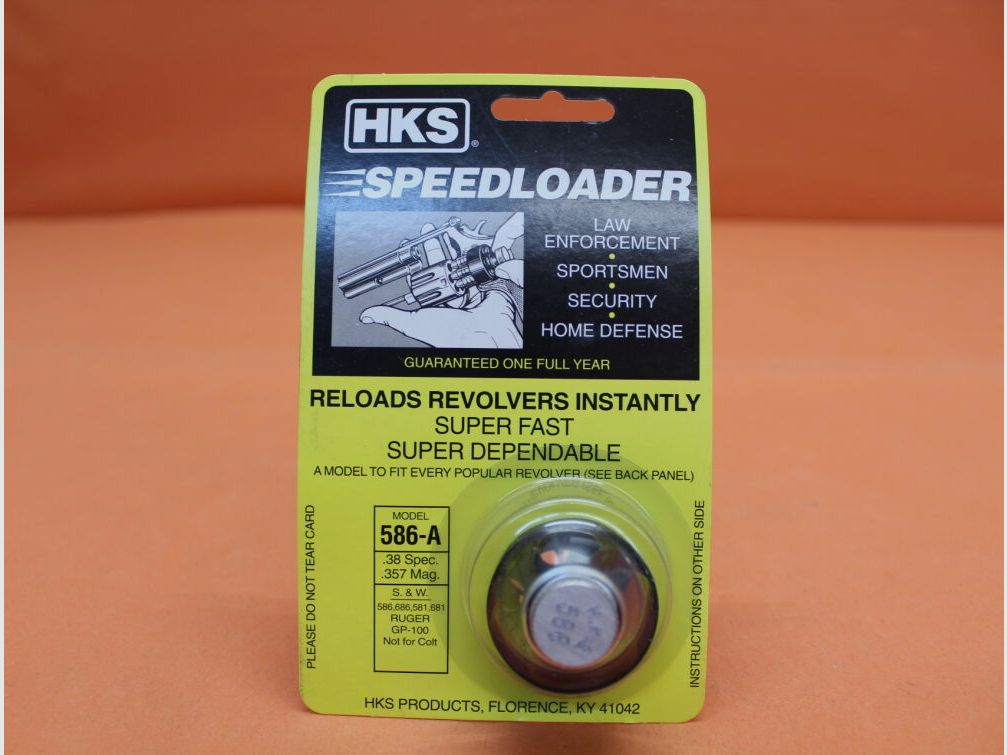 HKS®
SPEEDLOADER
LAW
ENFORCEMENT
•
SPORTSMEN
•
SECURITY
•
HOME DEFENSE
GUARANTEED ONE FULL YEAR
RELOADS REVOLVERS INSTANTLY
SUPER FAST
SUPER DEPENDABLE
A MODEL TO FIT EVERY POPULAR REVOLVER (SEE BACK PANEL)
PLEASE DO NOT TEAR CARD
MODEL
586-A
.38 Spec.
.357 Mag.
S. & W.
586,686,581,681
RUGER
GP-100
Not for Colt
INSTRUCTIONS ON OTHER SIDE
HKS PRODUCTS, FLORENCE, KY 41042